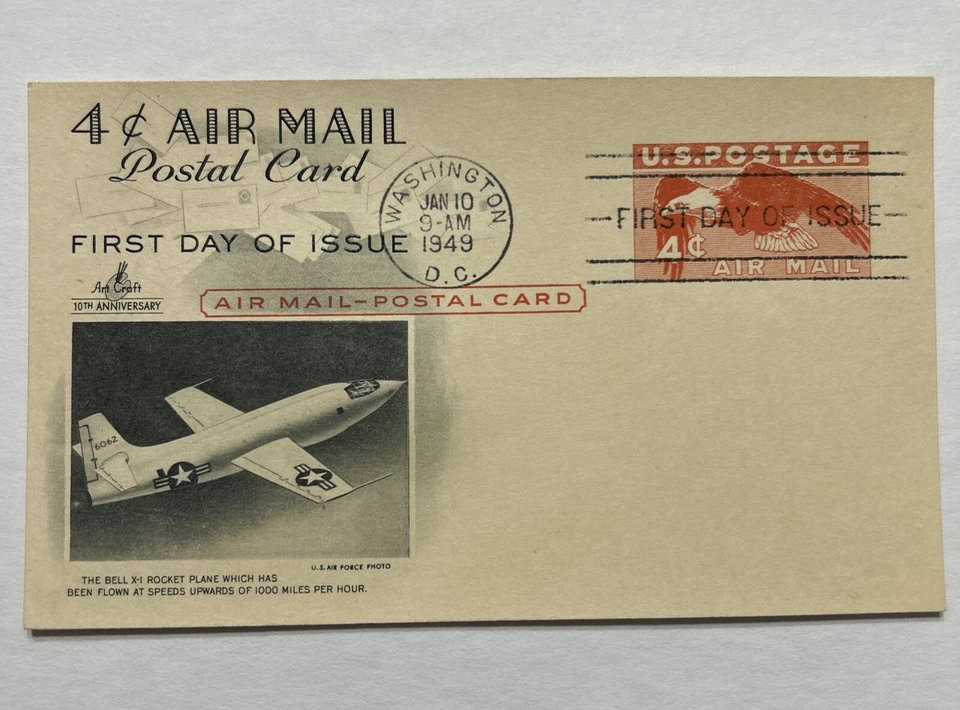 4¢ AIR MAIL
Postal Card
FIRST DAY OF ISSUE
Art Craft
10TH ANNIVERSARY
WASHINGTON
JAN 10
9-AM
1949
D.C.
U.S. POSTAGE
FIRST DAY OF ISSUE
4¢
AIR MAIL
AIR MAIL–POSTAL CARD
6062
U.S. AIR FORCE PHOTO
THE BELL X-1 ROCKET PLANE WHICH HAS
BEEN FLOWN AT SPEEDS UPWARDS OF 1000 MILES PER HOUR.